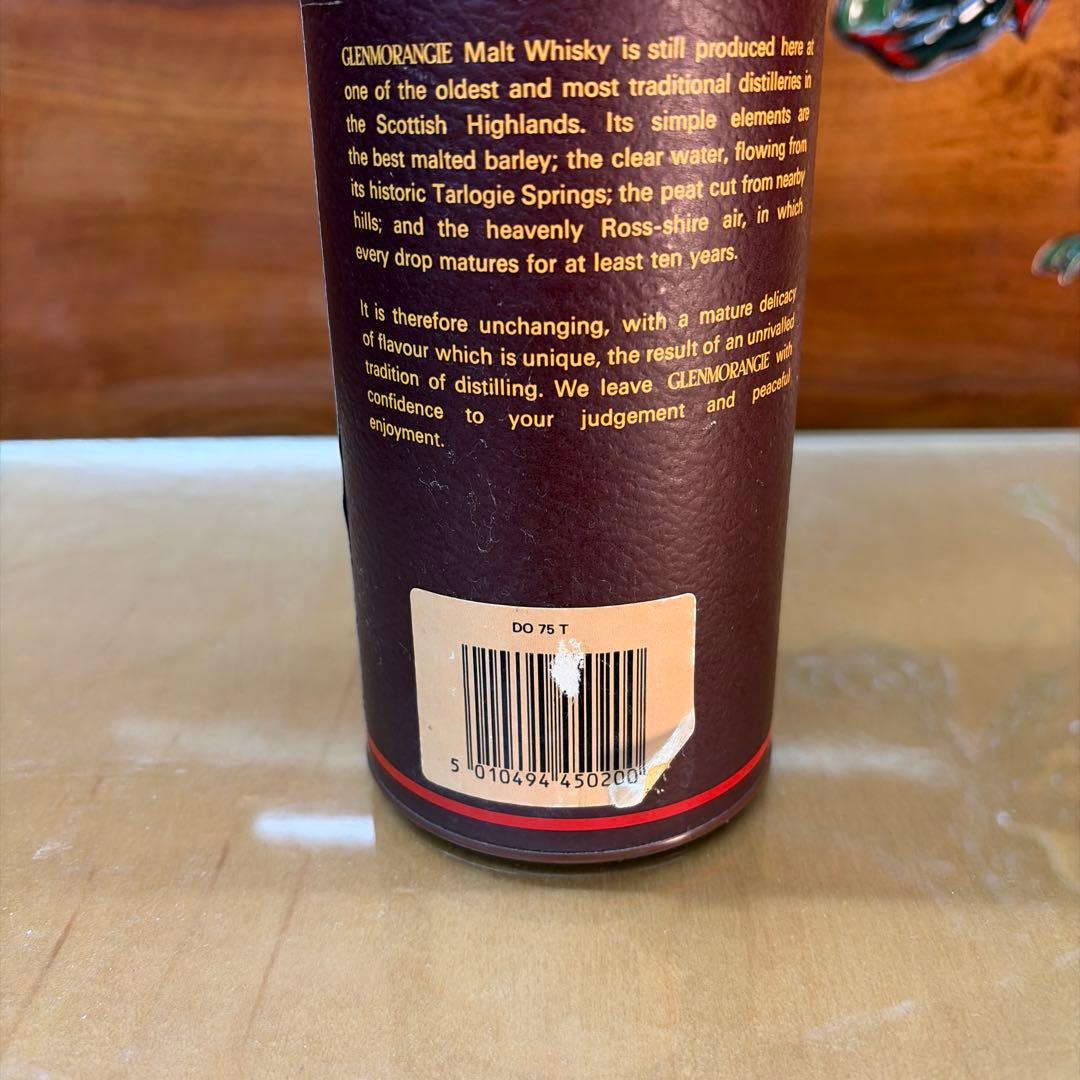 GLENMORANGIE Malt Whisky is still produced here at
one of the oldest and most traditional distilleries in
the Scottish Highlands. Its simple elements are
the best malted barley; the clear water, flowing from
its historic Tarlogie Springs; the peat cut from nearby
hills; and the heavenly Ross-shire air, in which
every drop matures for at least ten years.
It is therefore unchanging, with a mature delicacy
of flavour which is unique, the result of an unrivalled
tradition of distilling. We leave GLENMORANGIE with
confidence to your judgement and peaceful
enjoyment.
DO 75 T
5 010494 450200